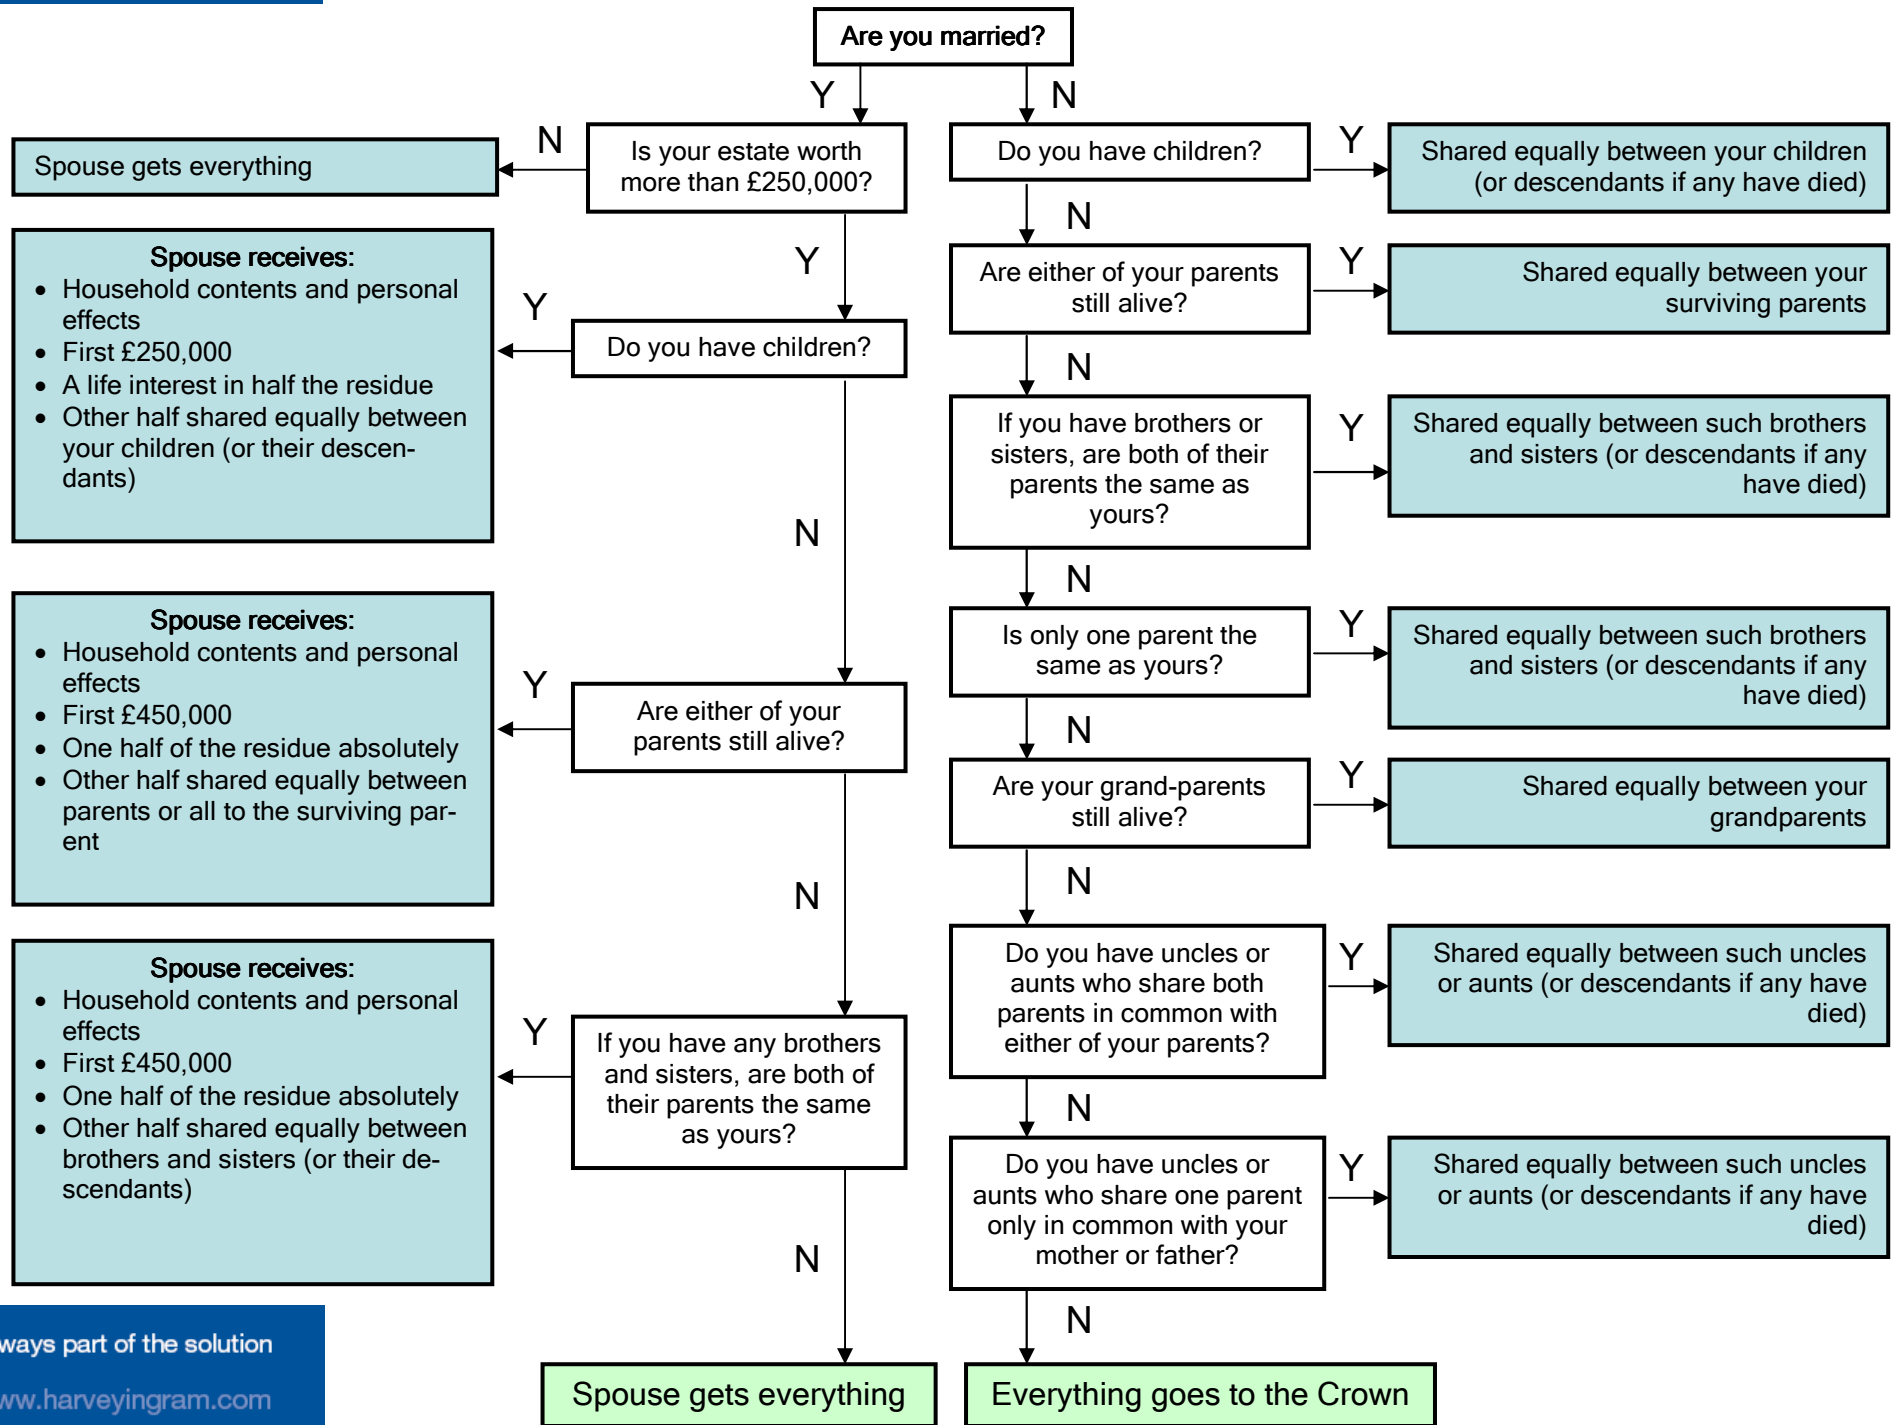 Are you married?
Y
N
Is your estate worth
more than £250,000?
N
Spouse gets everything
Y
Do you have children?
Y
Spouse receives:
• Household contents and personal
effects
• First £250,000
• A life interest in half the residue
• Other half shared equally between
your children (or their descen-
dants)
N
Are either of your
parents still alive?
Y
Spouse receives:
• Household contents and personal
effects
• First £450,000
• One half of the residue absolutely
• Other half shared equally between
parents or all to the surviving par-
ent
N
If you have any brothers
and sisters, are both of
their parents the same
as yours?
Y
Spouse receives:
• Household contents and personal
effects
• First £450,000
• One half of the residue absolutely
• Other half shared equally between
brothers and sisters (or their de-
scendants)
N
Spouse gets everything
Do you have children?
Y
Shared equally between your children
(or descendants if any have died)
N
Are either of your parents
still alive?
Y
Shared equally between your
surviving parents
N
If you have brothers or
sisters, are both of their
parents the same as
yours?
Y
Shared equally between such brothers
and sisters (or descendants if any
have died)
N
Is only one parent the
same as yours?
Y
Shared equally between such brothers
and sisters (or descendants if any
have died)
N
Are your grand-parents
still alive?
Y
Shared equally between your
grandparents
N
Do you have uncles or
aunts who share both
parents in common with
either of your parents?
Y
Shared equally between such uncles
or aunts (or descendants if any have
died)
N
Do you have uncles or
aunts who share one parent
only in common with your
mother or father?
Y
Shared equally between such uncles
or aunts (or descendants if any have
died)
N
Everything goes to the Crown
ways part of the solution
ww.harveyingram.com